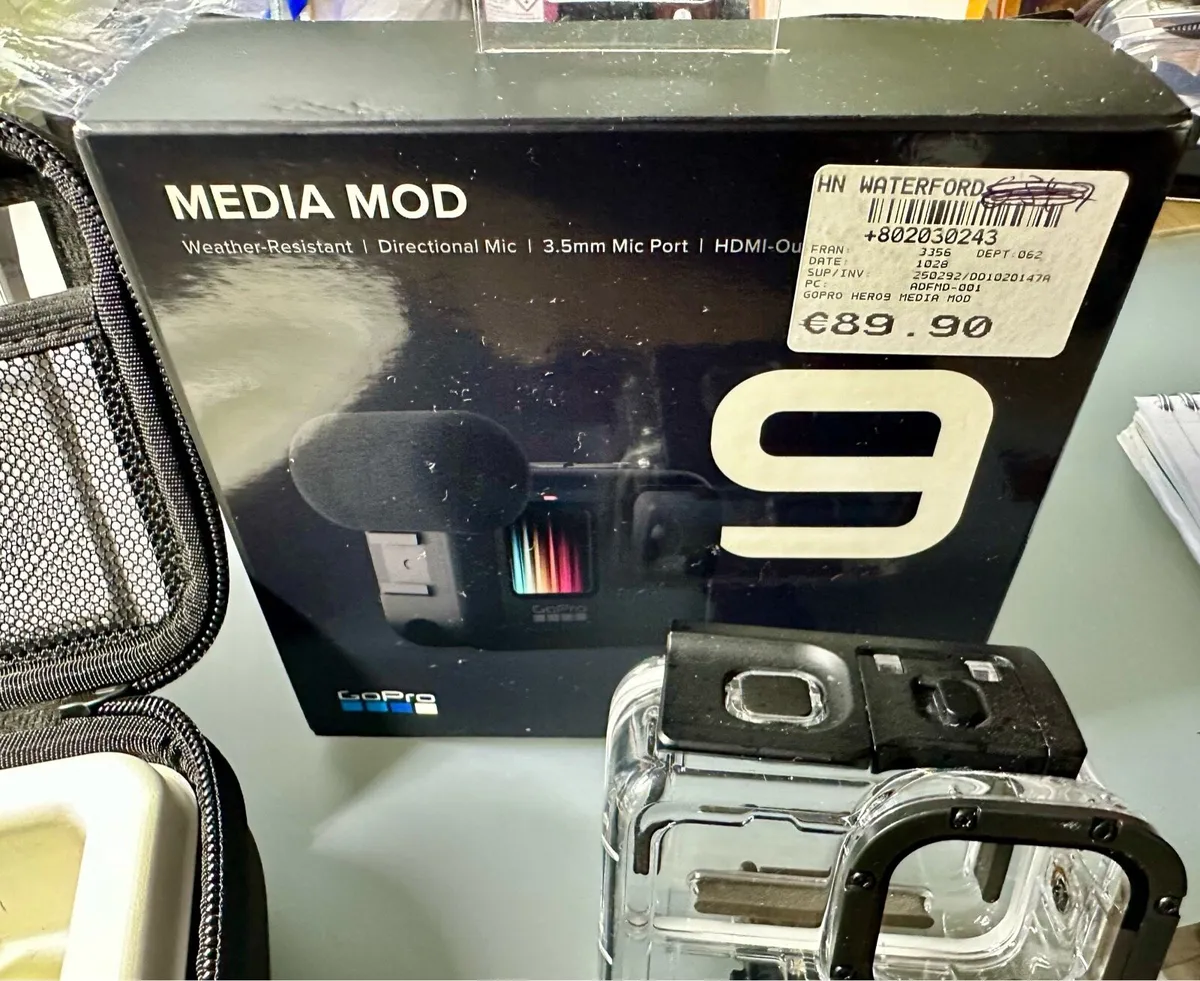 MEDIA MOD
Weather-Resistant | Directional Mic | 3.5mm Mic Port | HDMI-Ou
HN WATERFORD
+802030243
FRAN: 3356 DEPT:062
DATE: 1028
SUP/INV: 250292/DD1020147A
PC: ADFMD-001
GOPRO HERO9 MEDIA MOD
€89.90
9
GoPro
GoPro